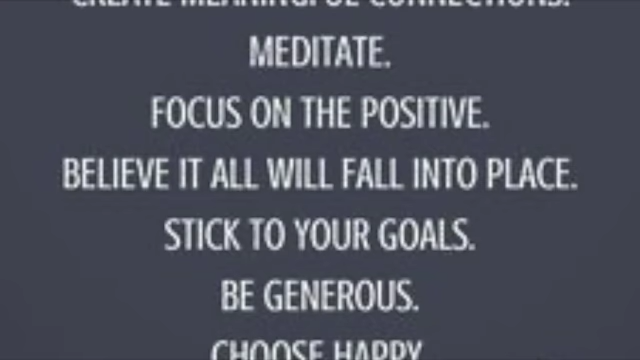 CREATE MEANINGFUL CONNECTIONS.
MEDITATE.
FOCUS ON THE POSITIVE.
BELIEVE IT ALL WILL FALL INTO PLACE.
STICK TO YOUR GOALS.
BE GENEROUS.
CHOOSE HAPPY.